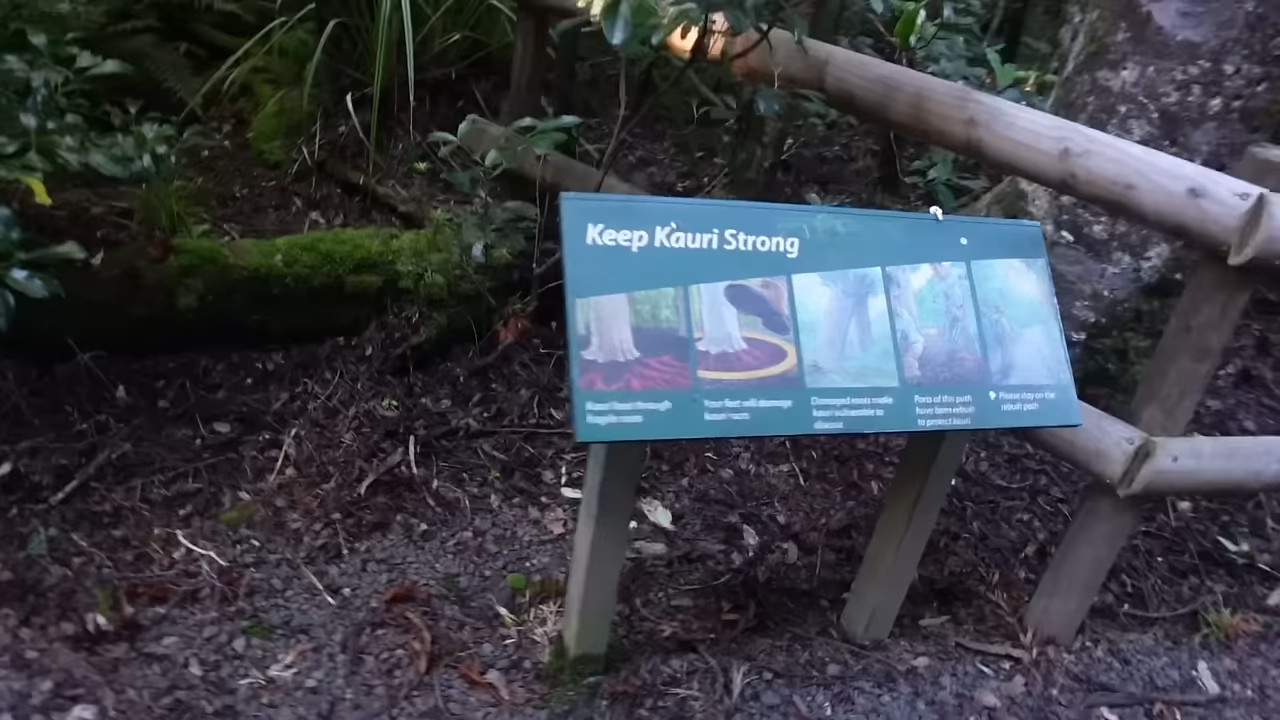 Keep Kauri Strong
Kauri feed through
fragile roots
Your feet will damage
kauri roots
Damaged roots make
kauri vulnerable to
disease
Parts of this path
have been rebuilt
to protect kauri
Please stay on the
rebuilt path